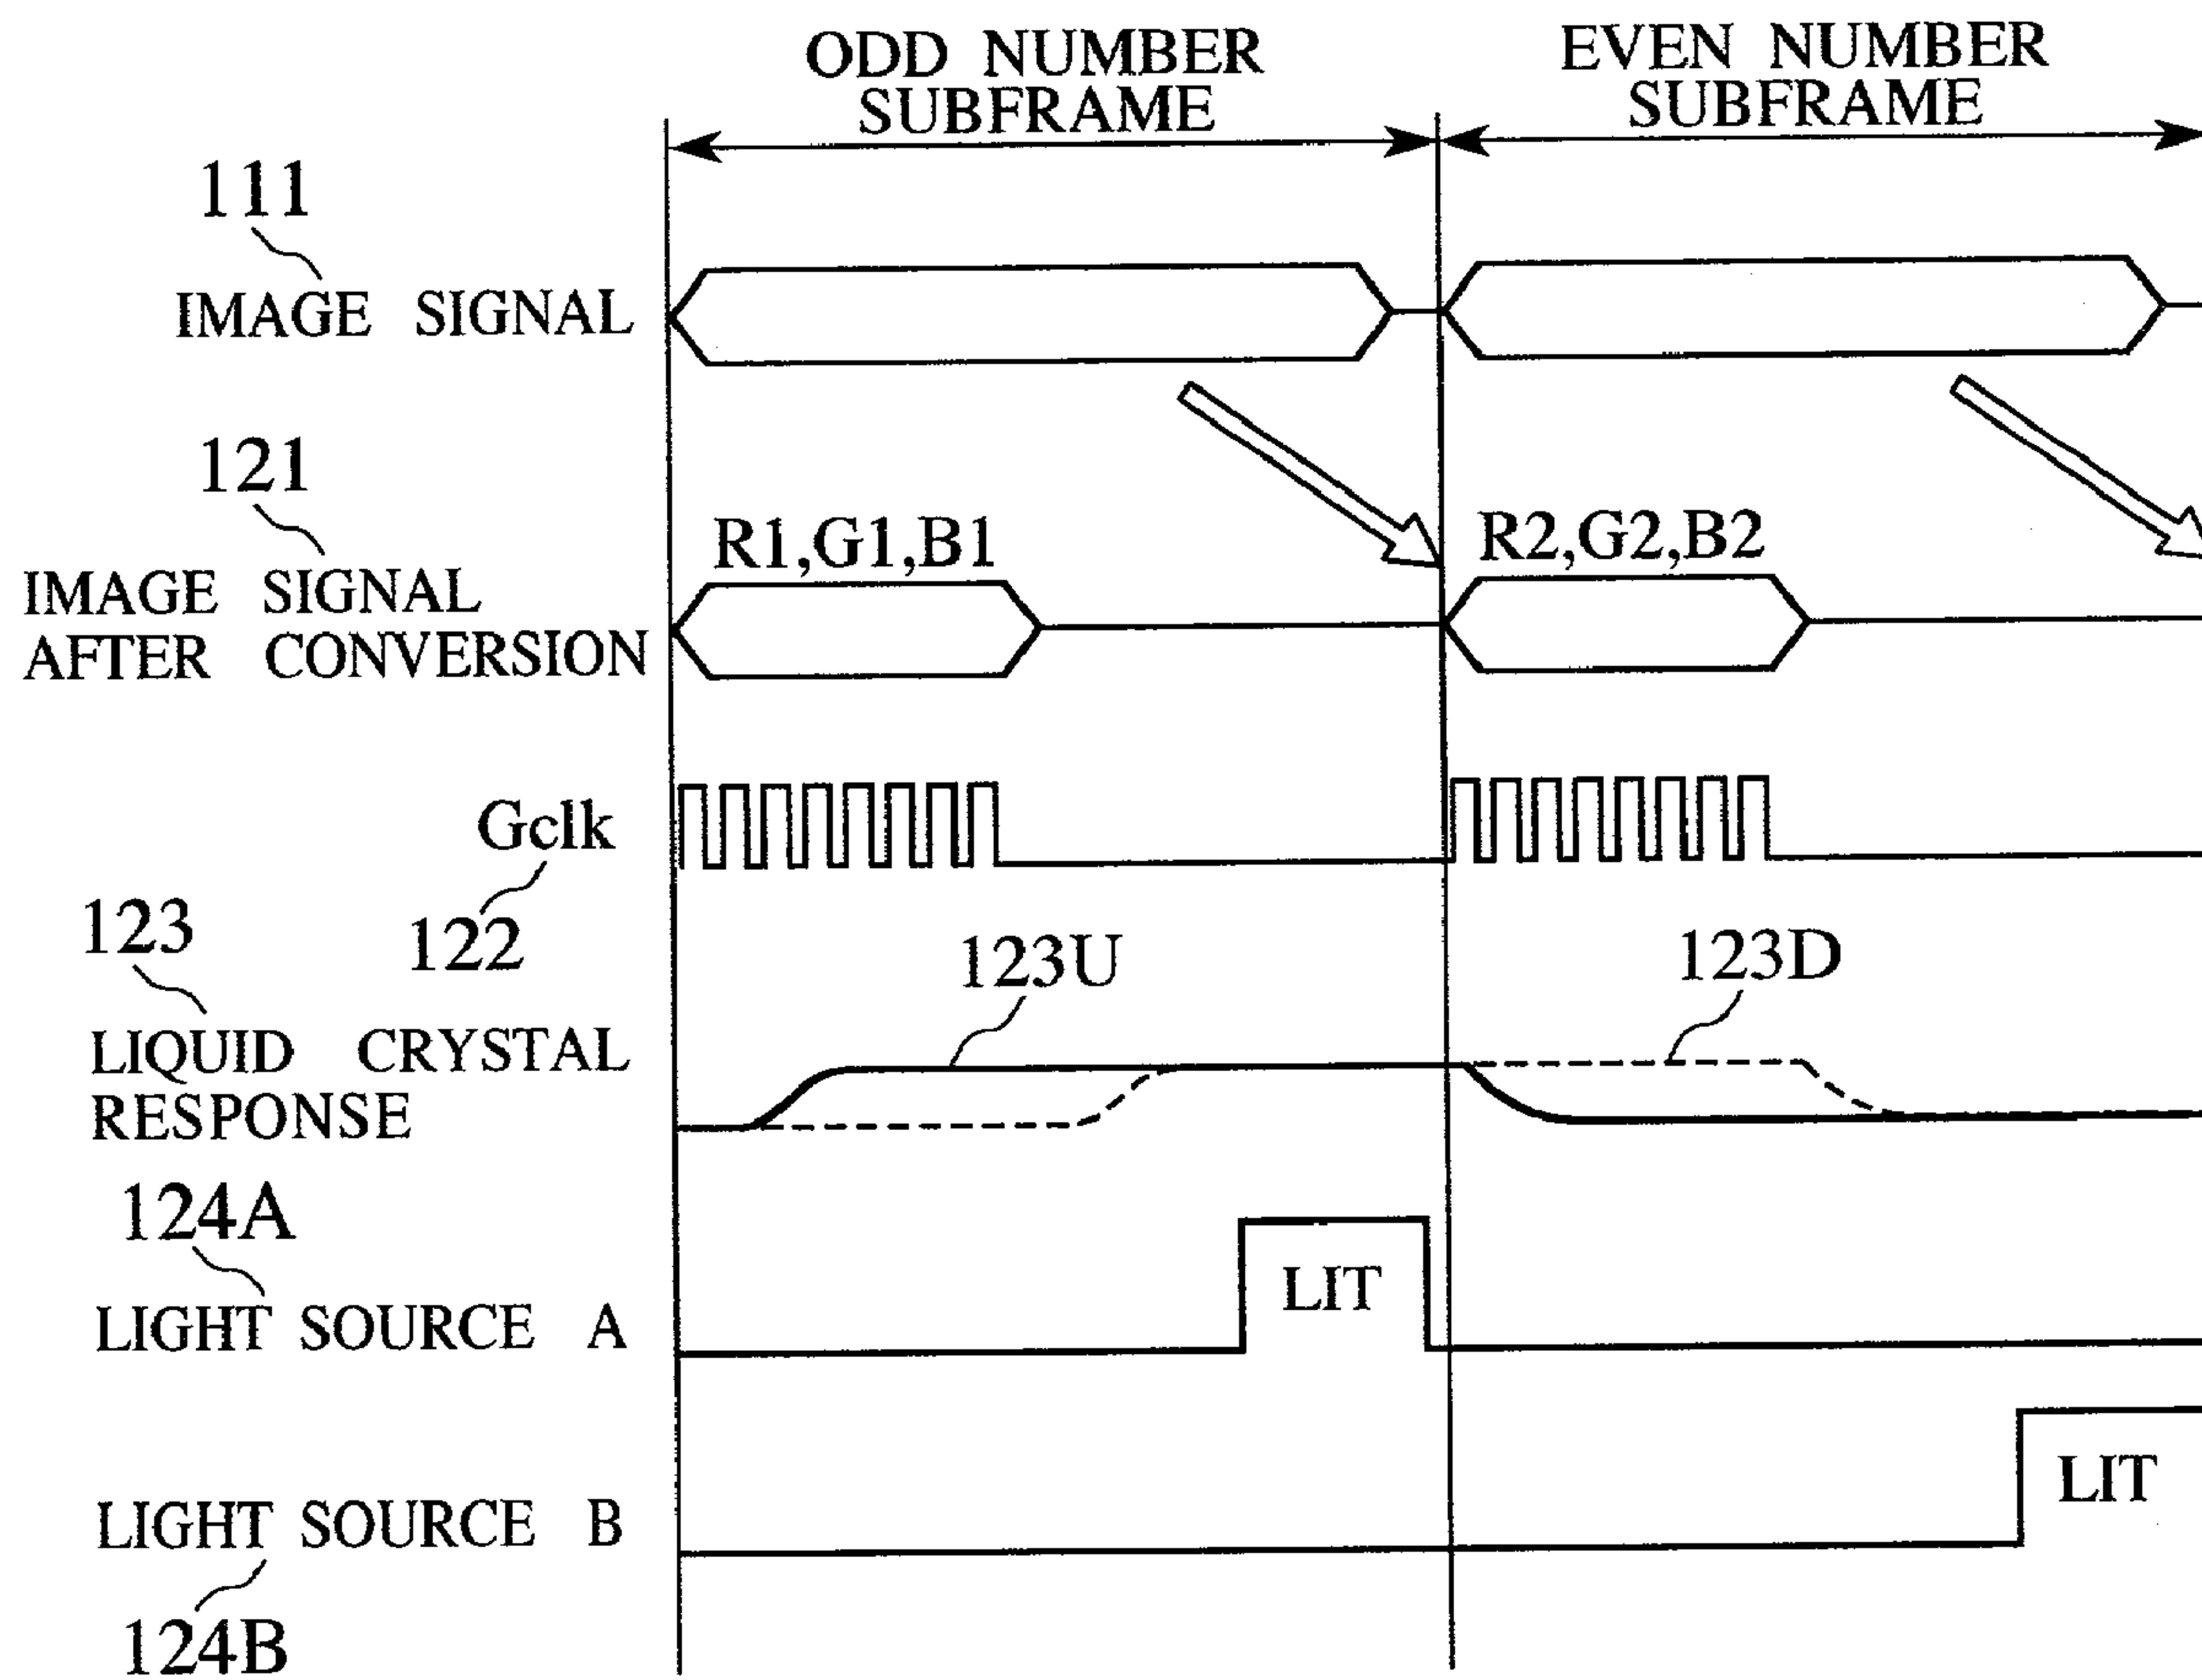 ODD NUMBER
SUBFRAME
EVEN NUMBER
SUBFRAME
111
IMAGE SIGNAL
121
IMAGE SIGNAL
AFTER CONVERSION
R1,G1,B1
R2,G2,B2
Gclk
122
123
LIQUID CRYSTAL
RESPONSE
123U
123D
124A
LIGHT SOURCE A
LIT
LIGHT SOURCE B
LIT
124B